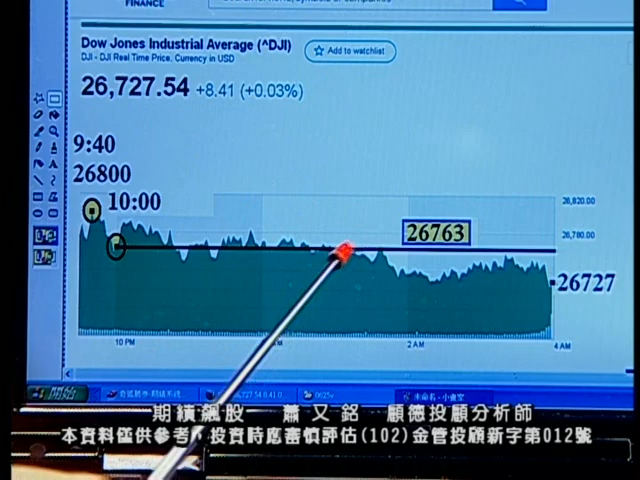 FINANCE
Dow Jones Industrial Average (^DJI)
Add to watchlist
DJI - DJI Real Time Price. Currency in USD
26,727.54 +8.41 (+0.03%)
9:40
26800
10:00
26,820.00
26763
26,780.00
26727
10 PM
2 AM
4 AM
開始
期績飆股 蕭又銘 顧德投顧分析師
本資料僅供參考 投資時應審慎評估(102)金管投顧新字第012號